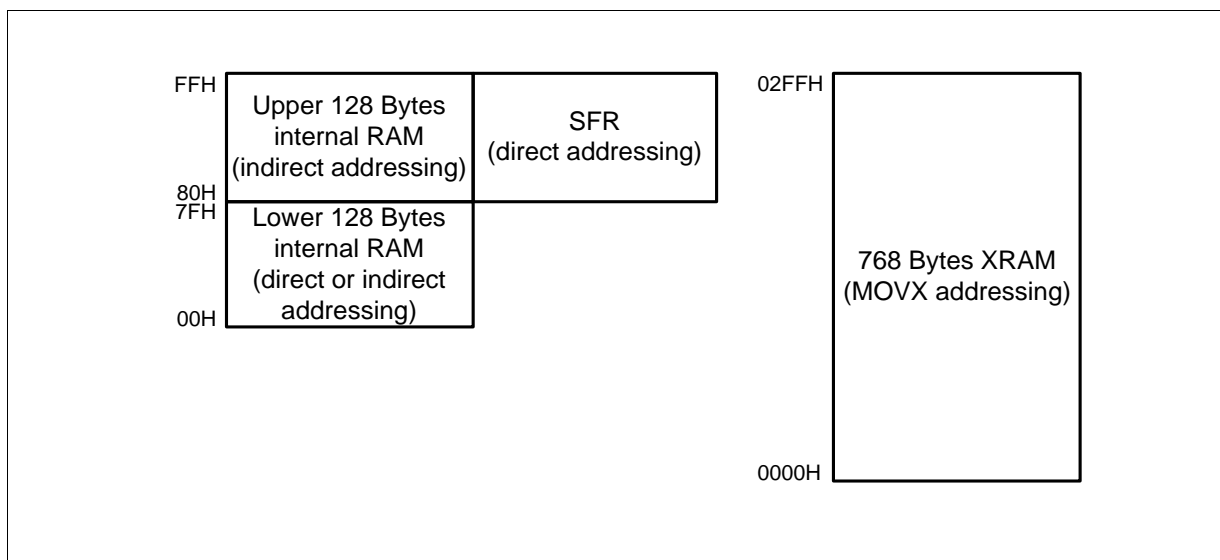 FFH
Upper 128 Bytes
internal RAM
(indirect addressing)
SFR
(direct addressing)
80H
7FH
Lower 128 Bytes
internal RAM
(direct or indirect
addressing)
00H
02FFH
768 Bytes XRAM
(MOVX addressing)
0000H